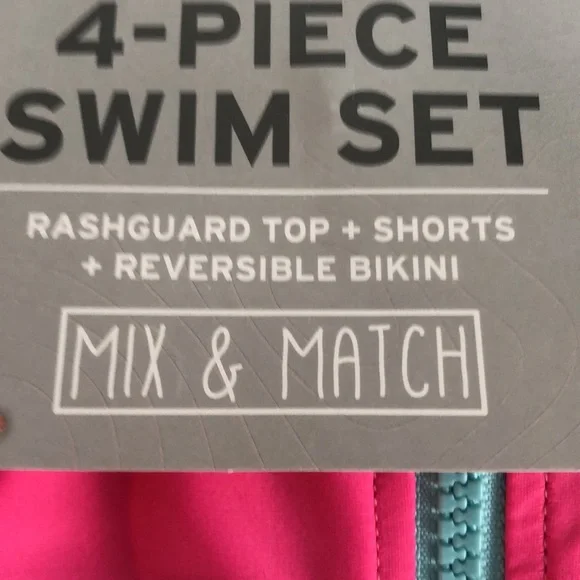 4-PIECE
SWIM SET
RASHGUARD TOP + SHORTS
+ REVERSIBLE BIKINI
MIX & MATCH